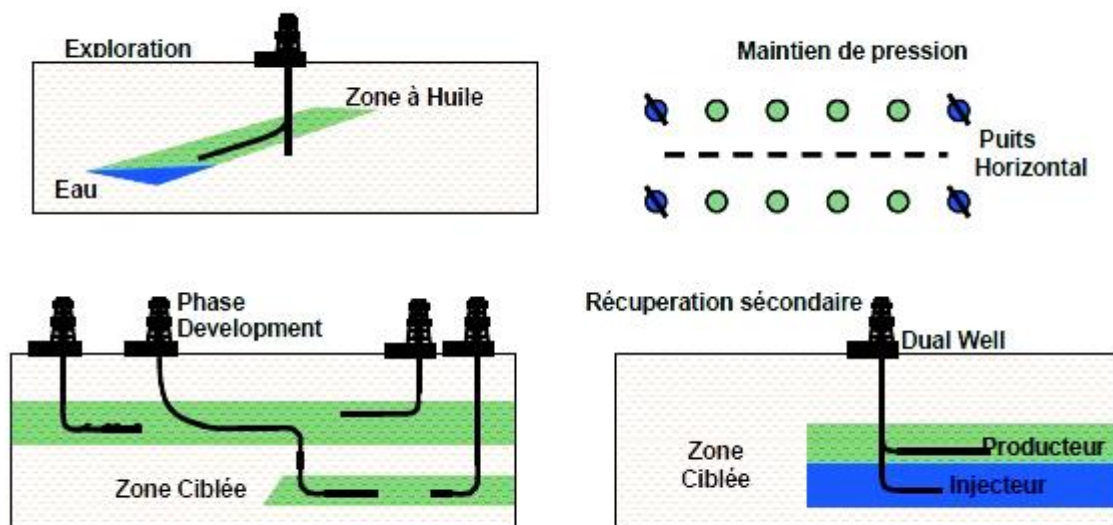 Exploration
Zone à Huile
Eau
Maintien de pression
Puits
Horizontal
Phase
Development
Zone Ciblée
Récuperation sécondaire
Dual Well
Zone
Ciblée
Producteur
Injecteur